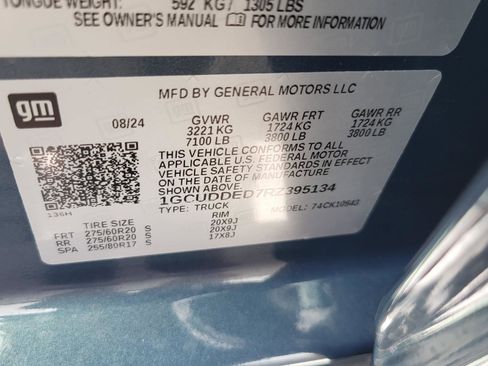 TONGUE WEIGHT: 592 KG / 1305 LBS
SEE OWNER'S MANUAL FOR MORE INFORMATION
gm
MFD BY GENERAL MOTORS LLC
08/24 GVWR GAWR FRT GAWR RR
3221 KG 1724 KG 1724 KG
7100 LB 3800 LB 3800 LB
THIS VEHICLE CONFORMS TO ALL
APPLICABLE U.S. FEDERAL MOTOR
VEHICLE SAFETY STANDARDS IN EFFECT
ON THE DATE OF MANUFACTURE
SHOWN ABOVE.
1GCUDDED7RZ395134
136H TYPE: TRUCK MODEL: 74CK10543
TIRE SIZE RIM
FRT 275/60R20 S 20X9J
RR 275/60R20 S 20X9J
SPA 255/80R17 S 17X8J